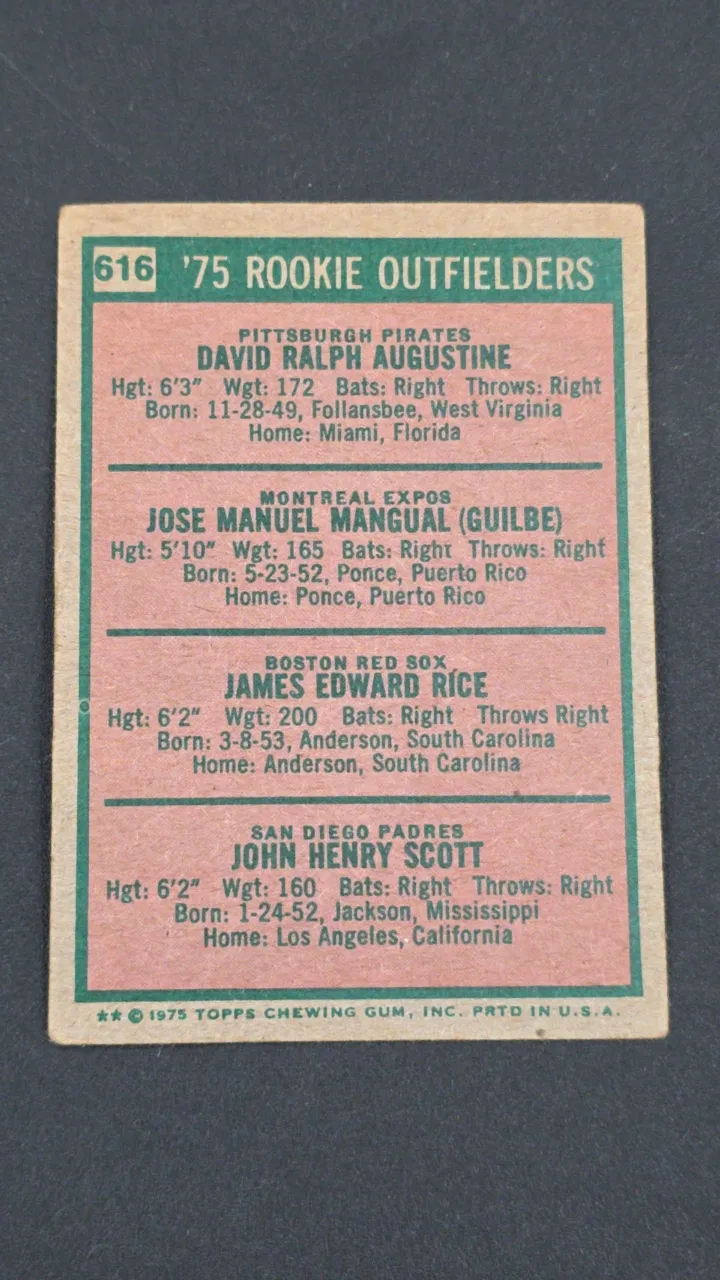 616 '75 ROOKIE OUTFIELDERS
PITTSBURGH PIRATES
DAVID RALPH AUGUSTINE
Hgt: 6'3" Wgt: 172 Bats: Right Throws: Right
Born: 11-28-49, Follansbee, West Virginia
Home: Miami, Florida
MONTREAL EXPOS
JOSE MANUEL MANGUAL (GUILBE)
Hgt: 5'10" Wgt: 165 Bats: Right Throws: Right
Born: 5-23-52, Ponce, Puerto Rico
Home: Ponce, Puerto Rico
BOSTON RED SOX
JAMES EDWARD RICE
Hgt: 6'2" Wgt: 200 Bats: Right Throws Right
Born: 3-8-53, Anderson, South Carolina
Home: Anderson, South Carolina
SAN DIEGO PADRES
JOHN HENRY SCOTT
Hgt: 6'2" Wgt: 160 Bats: Right Throws: Right
Born: 1-24-52, Jackson, Mississippi
Home: Los Angeles, California
** © 1975 TOPPS CHEWING GUM, INC. PRTD IN U.S.A.